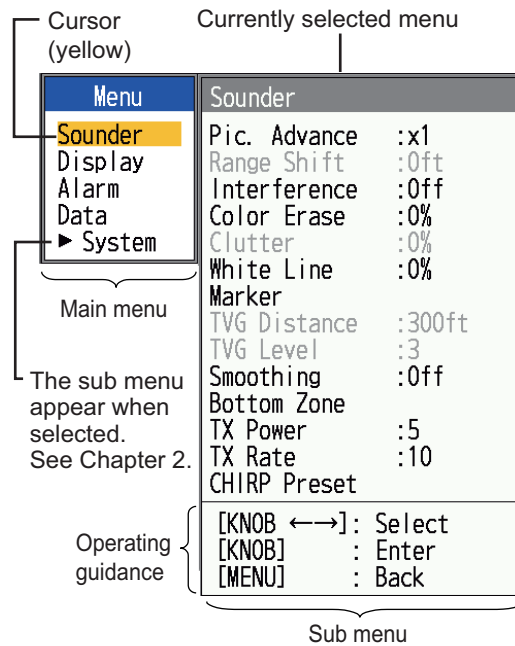 Cursor
(yellow)
Currently selected menu
Menu
Sounder
Display
Alarm
Data
▶ System
Main menu
The sub menu
appear when
selected.
See Chapter 2.
Sounder
Pic. Advance :x1
Range Shift :0ft
Interference :Off
Color Erase :0%
Clutter :0%
White Line :0%
Marker
TVG Distance :300ft
TVG Level :3
Smoothing :Off
Bottom Zone
TX Power :5
TX Rate :10
CHIRP Preset
[KNOB ←→]: Select
[KNOB] : Enter
[MENU] : Back
Operating
guidance
Sub menu